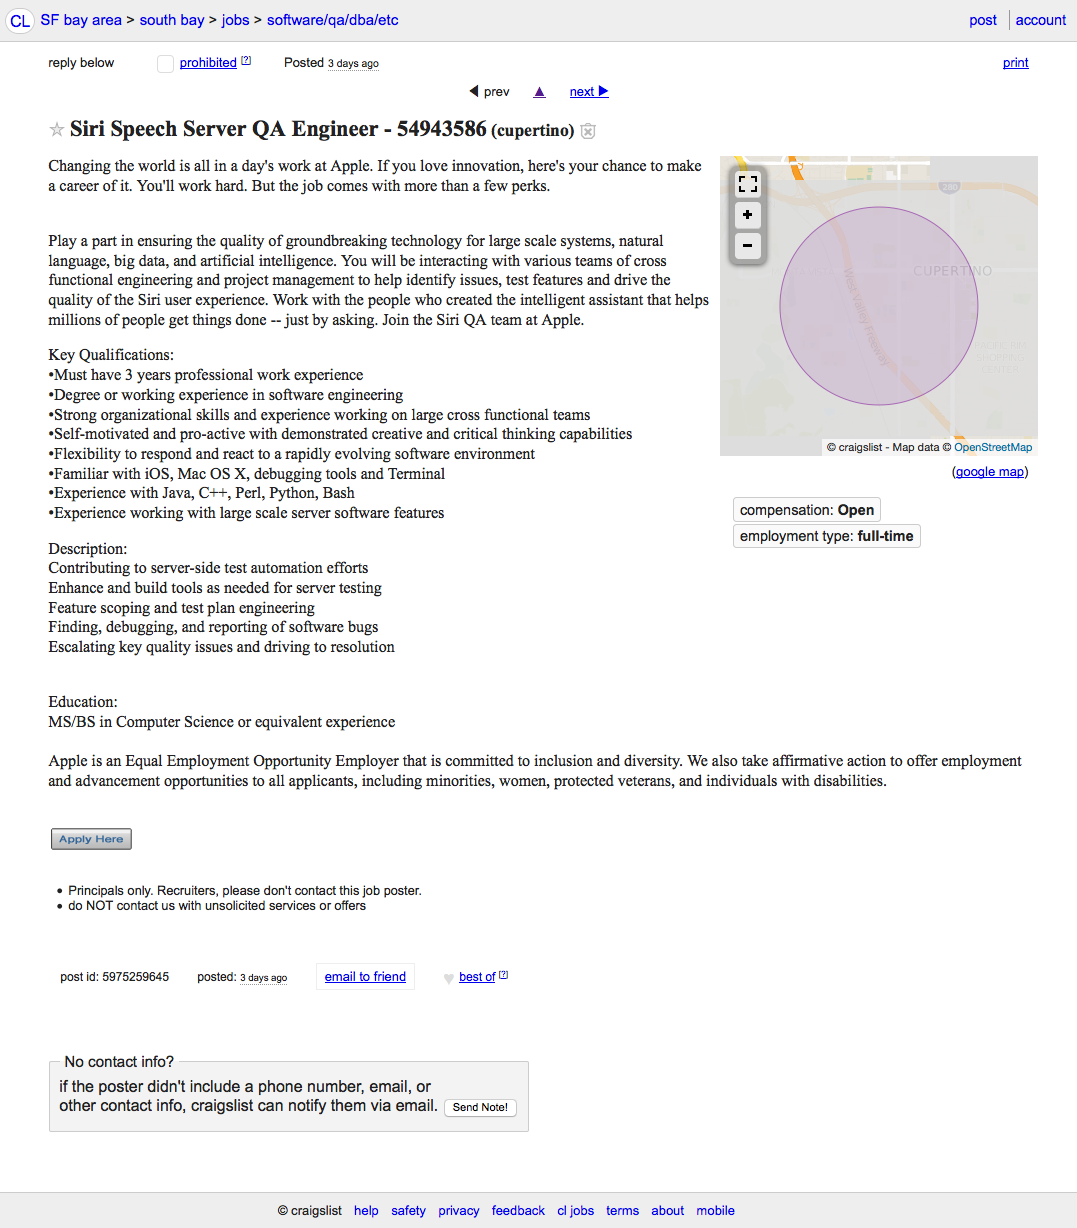 CL SF bay area > south bay > jobs > software/qa/dba/etc post account
reply below prohibited [?] Posted 3 days ago print
◀ prev ▲ next ▶
☆ Siri Speech Server QA Engineer - 54943586 (cupertino)
Changing the world is all in a day's work at Apple. If you love innovation, here's your chance to make
a career of it. You'll work hard. But the job comes with more than a few perks.
Play a part in ensuring the quality of groundbreaking technology for large scale systems, natural
language, big data, and artificial intelligence. You will be interacting with various teams of cross
functional engineering and project management to help identify issues, test features and drive the
quality of the Siri user experience. Work with the people who created the intelligent assistant that helps
millions of people get things done -- just by asking. Join the Siri QA team at Apple.
Key Qualifications:
•Must have 3 years professional work experience
•Degree or working experience in software engineering
•Strong organizational skills and experience working on large cross functional teams
•Self-motivated and pro-active with demonstrated creative and critical thinking capabilities
•Flexibility to respond and react to a rapidly evolving software environment
•Familiar with iOS, Mac OS X, debugging tools and Terminal
•Experience with Java, C++, Perl, Python, Bash
•Experience working with large scale server software features
Description:
Contributing to server-side test automation efforts
Enhance and build tools as needed for server testing
Feature scoping and test plan engineering
Finding, debugging, and reporting of software bugs
Escalating key quality issues and driving to resolution
Education:
MS/BS in Computer Science or equivalent experience
+
-
280
CUPERTINO
West Valley Freeway
SHOPPING
CENTER
© craigslist - Map data © OpenStreetMap
(google map)
compensation: Open
employment type: full-time
Apple is an Equal Employment Opportunity Employer that is committed to inclusion and diversity. We also take affirmative action to offer employment
and advancement opportunities to all applicants, including minorities, women, protected veterans, and individuals with disabilities.
Apply Here
• Principals only. Recruiters, please don't contact this job poster.
• do NOT contact us with unsolicited services or offers
post id: 5975259645 posted: 3 days ago email to friend ♥ best of [?]
No contact info?
if the poster didn't include a phone number, email, or
other contact info, craigslist can notify them via email. Send Note!
© craigslist help safety privacy feedback cl jobs terms about mobile